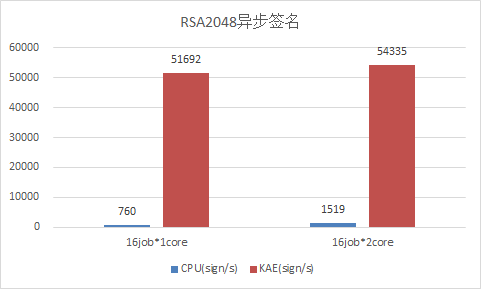 RSA2048异步签名
60000
50000
40000
30000
20000
10000
0
760
51692
1519
54335
16job*1core
16job*2core
CPU(sign/s)
KAE(sign/s)